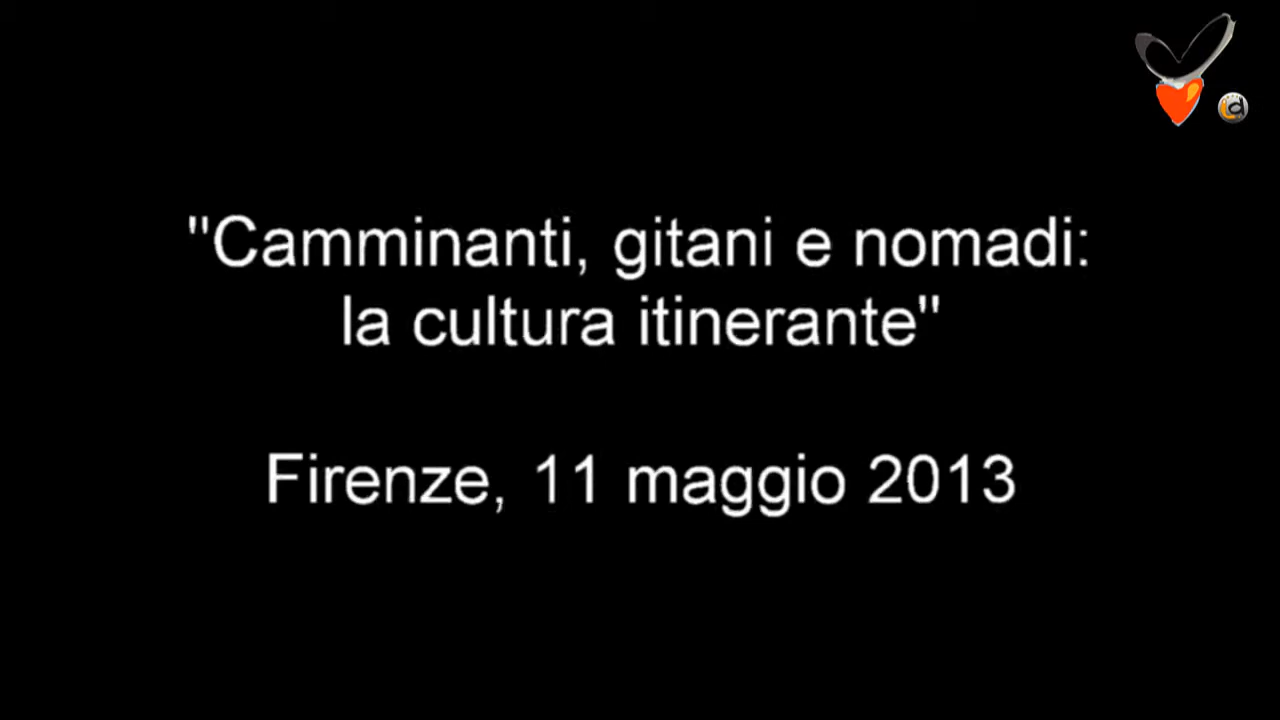 "Camminanti, gitani e nomadi:
la cultura itinerante"
Firenze, 11 maggio 2013